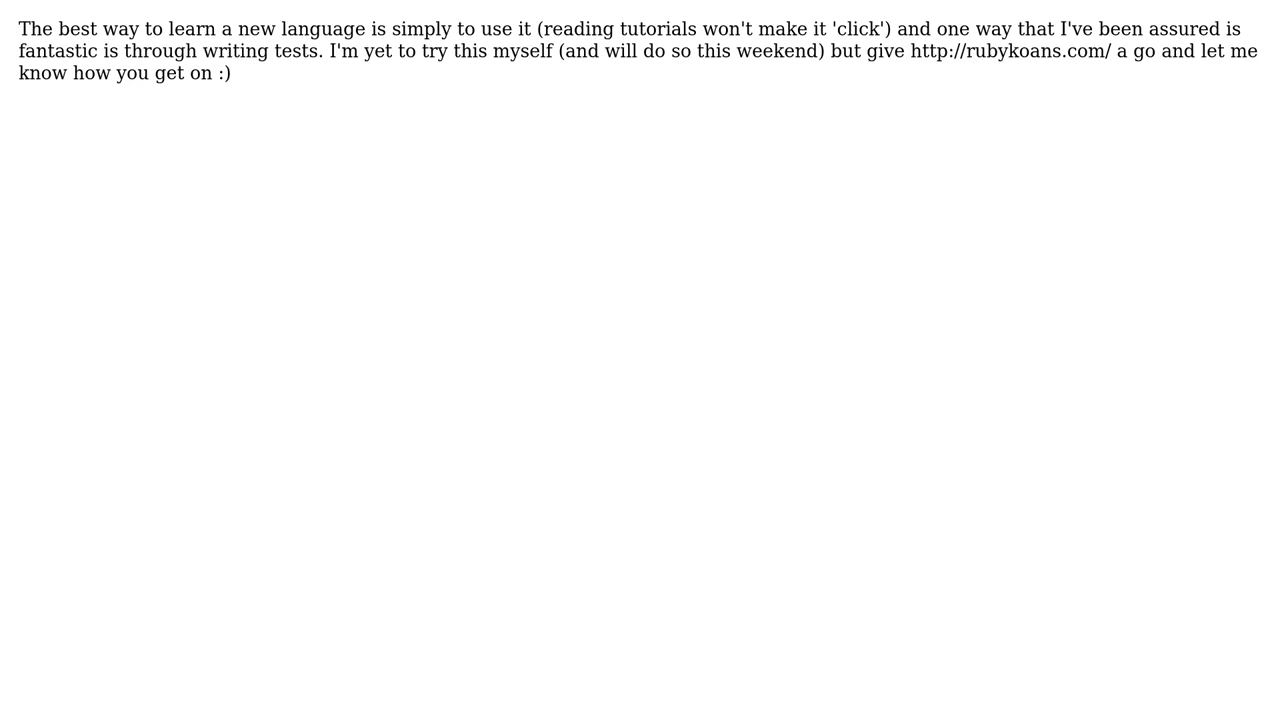 The best way to learn a new language is simply to use it (reading tutorials won't make it 'click') and one way that I've been assured is
fantastic is through writing tests. I'm yet to try this myself (and will do so this weekend) but give http://rubykoans.com/ a go and let me
know how you get on :)